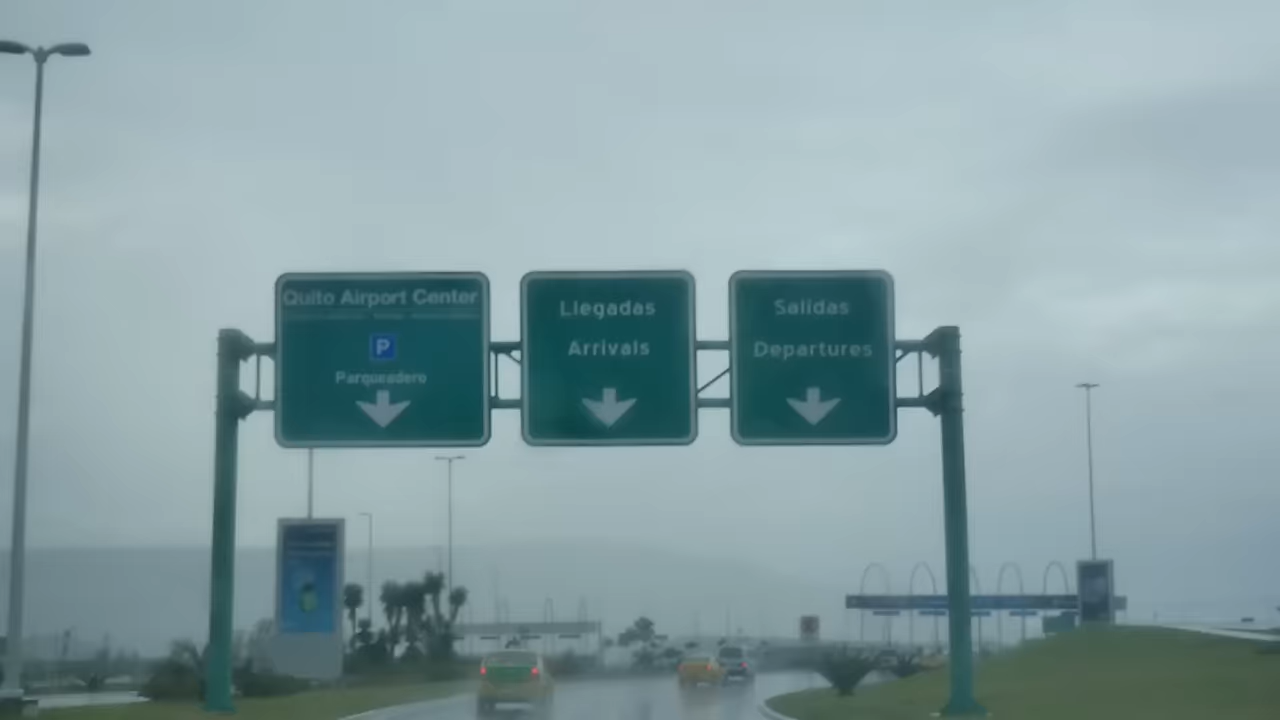 Quito Airport Center
P
Parqueadero
Llegadas
Arrivals
Salidas
Departures